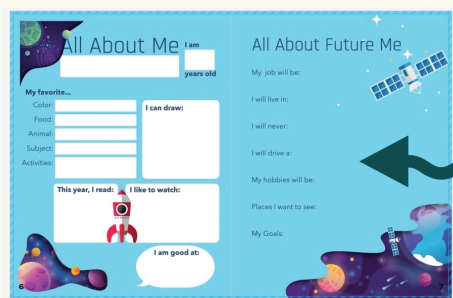 All About Me
I am
years old
My favorite...
Color:
Food:
Animal:
Subject:
Activities:
I can draw:
This year, I read:
I like to watch:
I am good at:
6
All About Future Me
My job will be:
I will live in:
I will never:
I will drive a:
My hobbies will be:
Places I want to see:
My Goals:
7